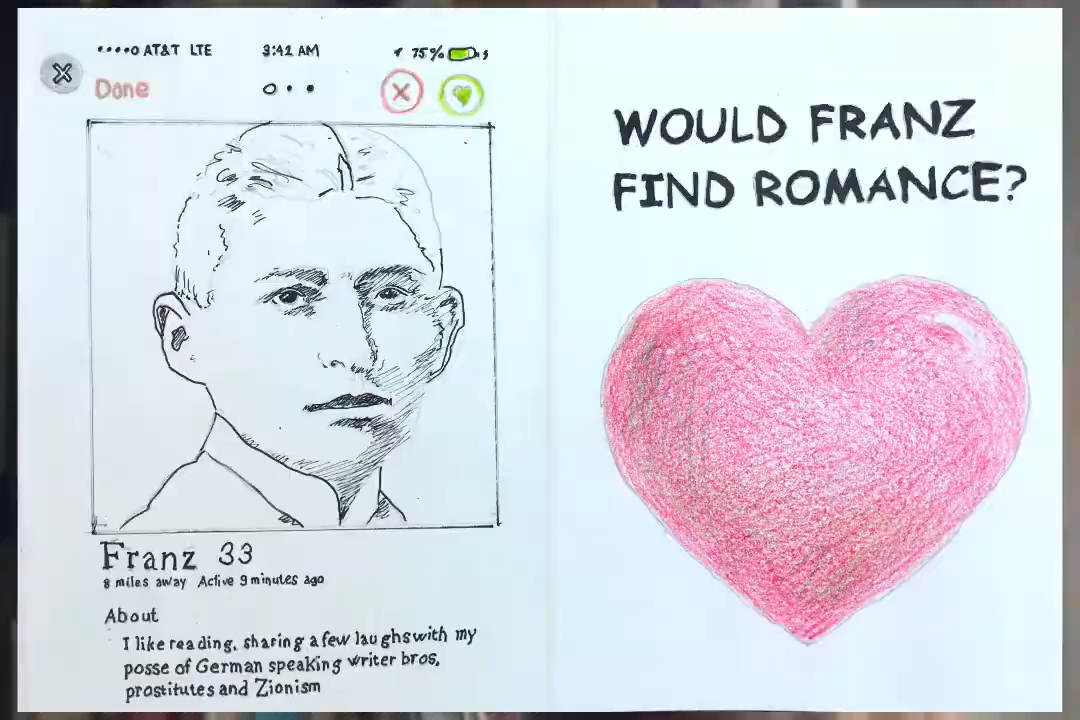 ••••o AT&T LTE 3:42 AM 75%
Done
Franz 33
8 miles away Active 9 minutes ago
About
I like reading, sharing a few laughs with my
posse of German speaking writer bros,
prostitutes and Zionism
WOULD FRANZ
FIND ROMANCE?